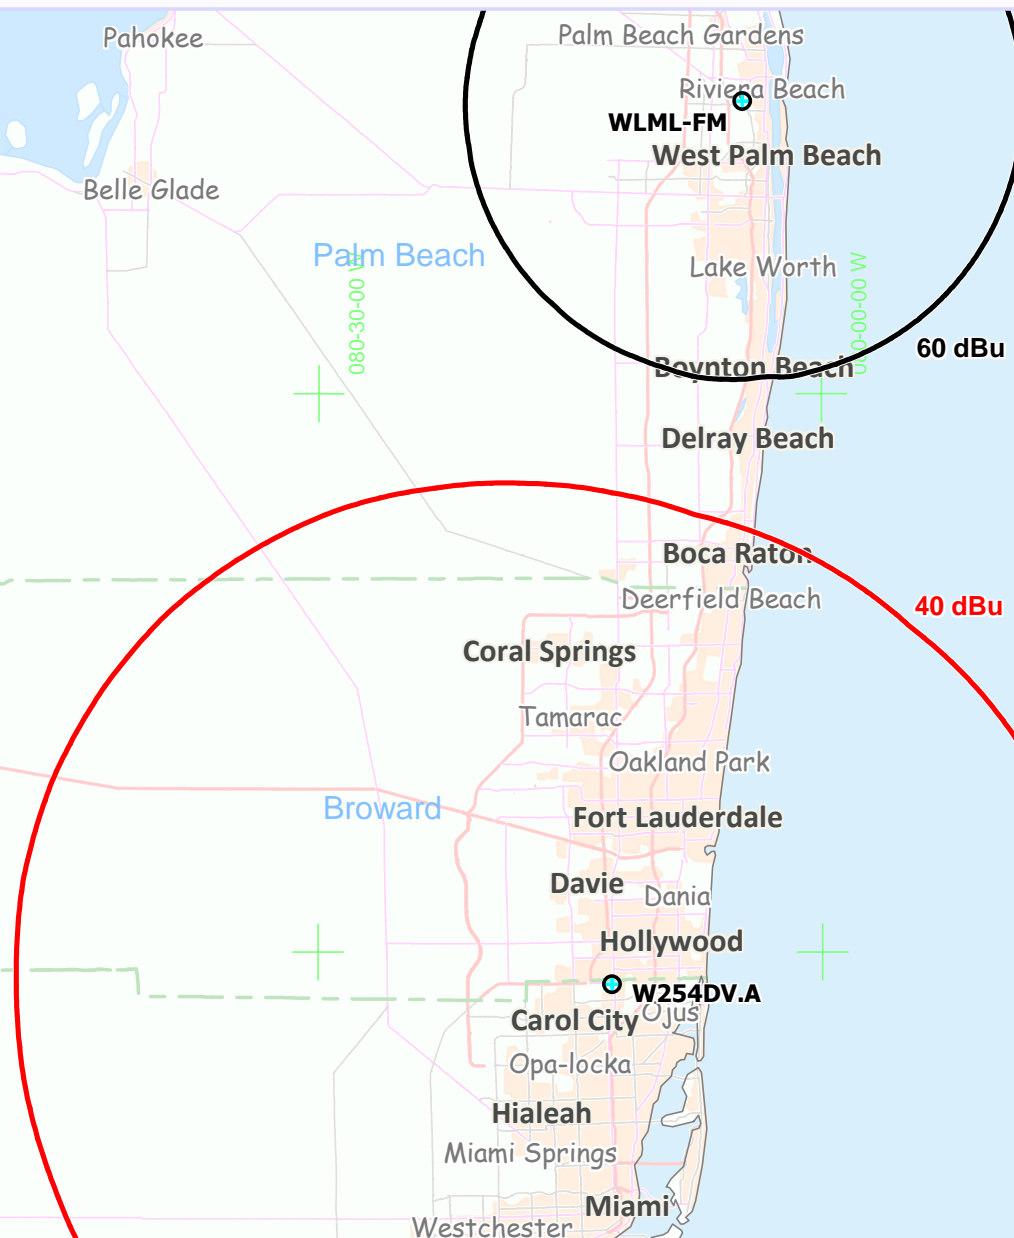 Pahokee
Palm Beach Gardens
Riviera Beach
WLML-FM
West Palm Beach
Belle Glade
Palm Beach
Lake Worth
080-30-00 W
080-00-00 W
60 dBu
Boynton Beach
Delray Beach
Boca Raton
Deerfield Beach
40 dBu
Coral Springs
Tamarac
Oakland Park
Broward
Fort Lauderdale
Davie
Dania
Hollywood
W254DV.A
Carol City
Ojus
Opa-locka
Hialeah
Miami Springs
Miami
Westchester